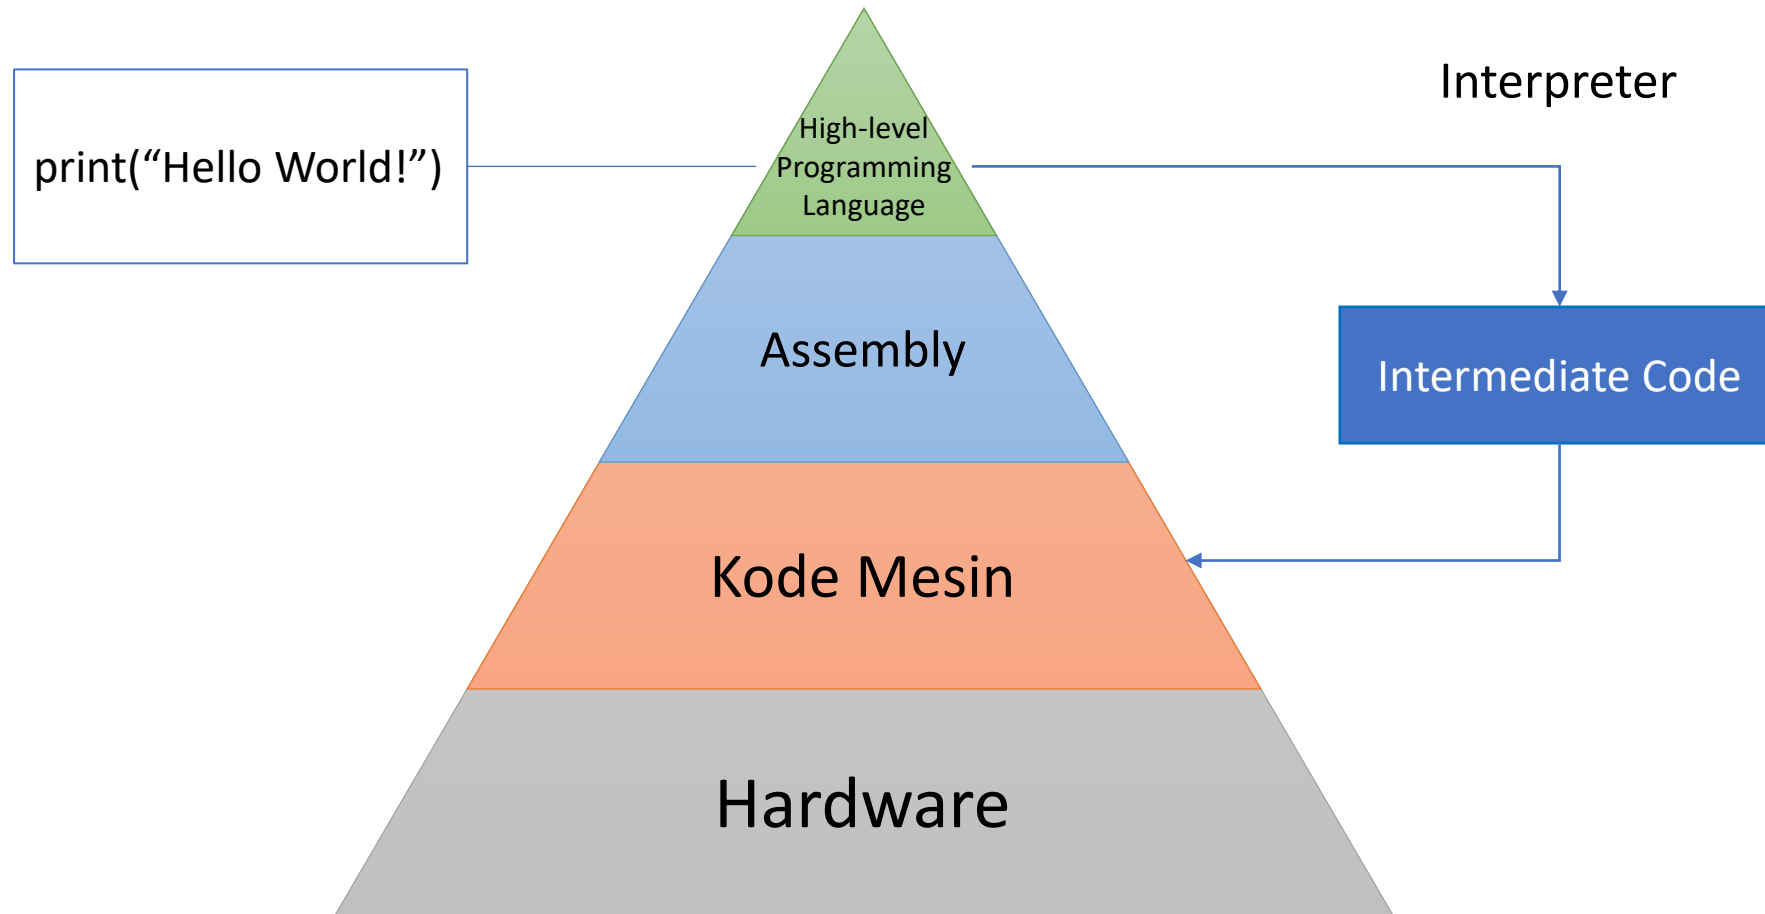 Interpreter
print(“Hello World!”)
High-level
Programming
Language
Assembly
Intermediate Code
Kode Mesin
Hardware